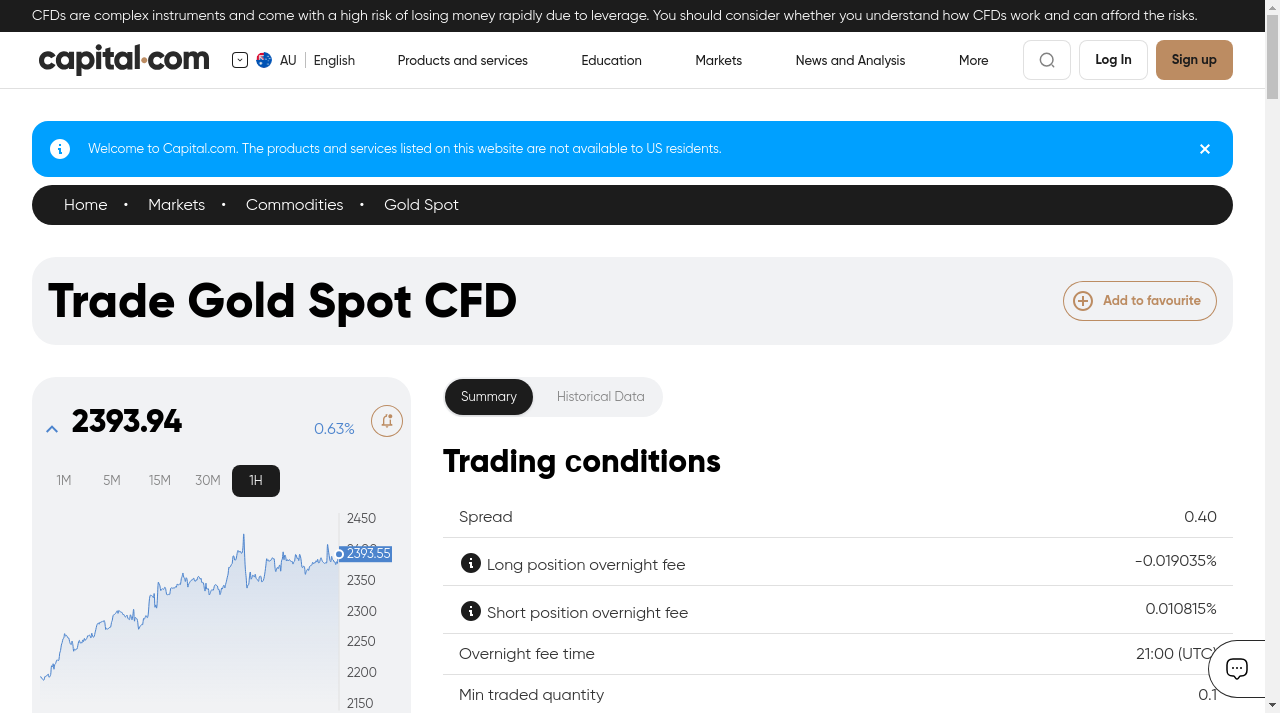 CFDs are complex instruments and come with a high risk of losing money rapidly due to leverage. You should consider whether you understand how CFDs work and can afford the risks.
capital.com AU English Products and services Education Markets News and Analysis More Log In Sign up
Welcome to Capital.com. The products and services listed on this website are not available to US residents.
Home • Markets • Commodities • Gold Spot
Trade Gold Spot CFD
Add to favourite
2393.94
0.63%
1M 5M 15M 30M 1H
2450
2393.55
2350
2300
2250
2200
2150
Summary Historical Data
Trading conditions
Spread 0.40
Long position overnight fee -0.019035%
Short position overnight fee 0.010815%
Overnight fee time 21:00 (UTC)
Min traded quantity 0.1